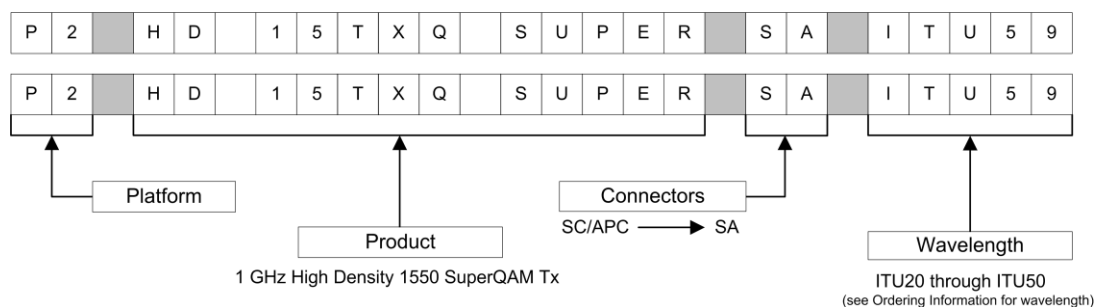 P 2 H D 1 5 T X Q S U P E R S A I T U 5 9
P 2 H D 1 5 T X Q S U P E R S A I T U 5 9
Platform
Connectors
SC/APC SA
Product
1 GHz High Density 1550 SuperQAM Tx
Wavelength
ITU20 through ITU50
(see Ordering Information for wavelength)